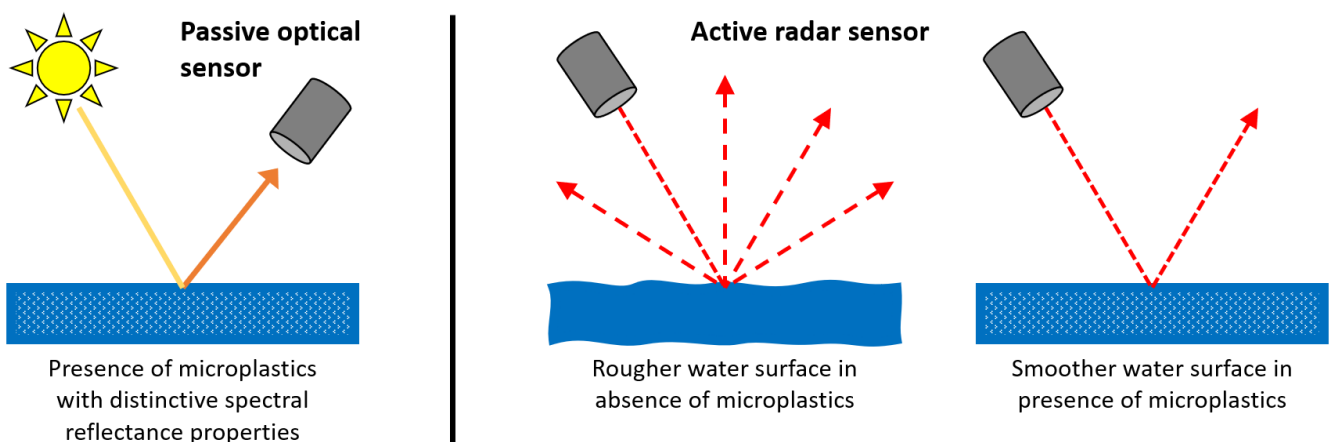 Passive optical
sensor
Presence of microplastics
with distinctive spectral
reflectance properties
Active radar sensor
Rougher water surface in
absence of microplastics
Smoother water surface in
presence of microplastics